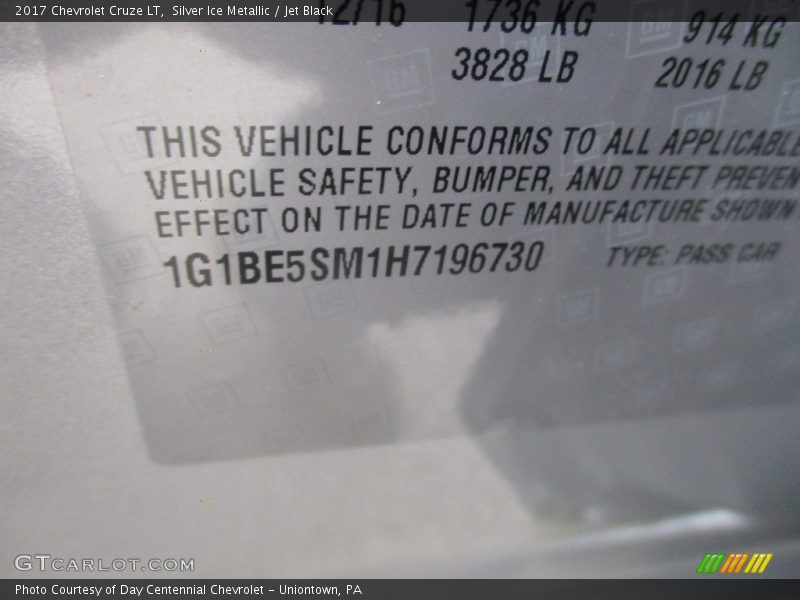 2017 Chevrolet Cruze LT, Silver Ice Metallic / Jet Black
12/16 1736 KG 914 KG
3828 LB 2016 LB
THIS VEHICLE CONFORMS TO ALL APPLICABLE
VEHICLE SAFETY, BUMPER, AND THEFT PREVEN
EFFECT ON THE DATE OF MANUFACTURE SHOWN
1G1BE5SM1H7196730 TYPE: PASS CAR
GTCARLOT.COM
Photo Courtesy of Day Centennial Chevrolet - Uniontown, PA